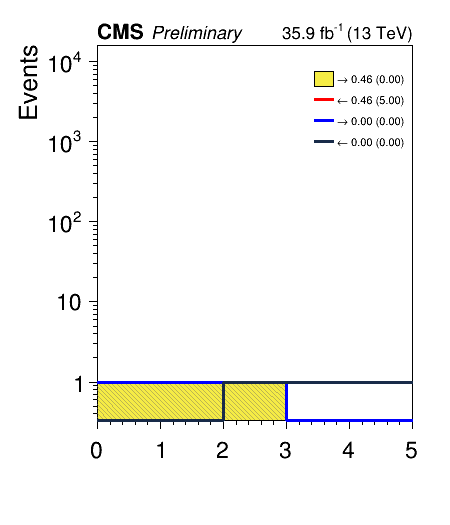 CMS Preliminary 35.9 fb⁻¹ (13 TeV)
Events
10⁴
10³
10²
10
1
→ 0.46 (0.00)
← 0.46 (5.00)
→ 0.00 (0.00)
← 0.00 (0.00)
0 1 2 3 4 5